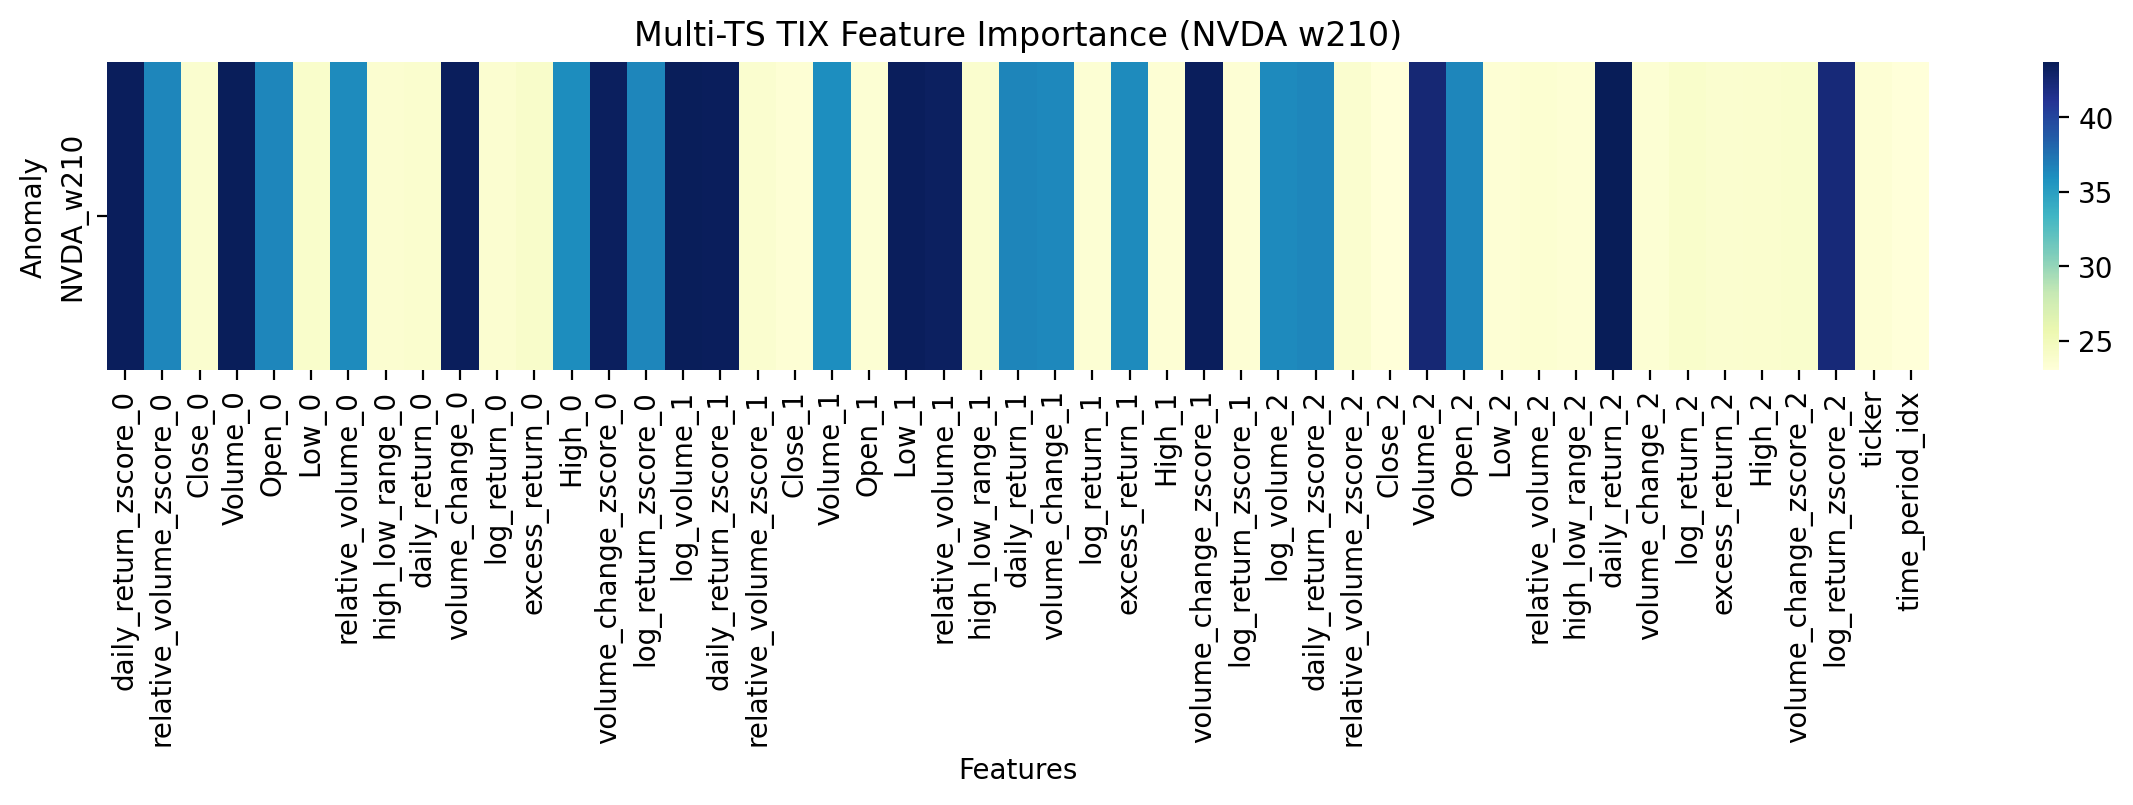 Multi-TS TIX Feature Importance (NVDA w210)
Anomaly
NVDA_w210
40
35
30
25
daily_return_zscore_0
relative_volume_zscore_0
Close_0
Volume_0
Open_0
Low_0
relative_volume_0
high_low_range_0
daily_return_0
volume_change_0
log_return_0
excess_return_0
High_0
volume_change_zscore_0
log_return_zscore_0
log_volume_1
daily_return_zscore_1
relative_volume_zscore_1
Close_1
Volume_1
Open_1
Low_1
relative_volume_1
high_low_range_1
daily_return_1
volume_change_1
log_return_1
excess_return_1
High_1
volume_change_zscore_1
log_return_zscore_1
log_volume_2
daily_return_zscore_2
relative_volume_zscore_2
Close_2
Volume_2
Open_2
Low_2
relative_volume_2
high_low_range_2
daily_return_2
volume_change_2
log_return_2
excess_return_2
High_2
volume_change_zscore_2
log_return_zscore_2
ticker
time_period_idx
Features